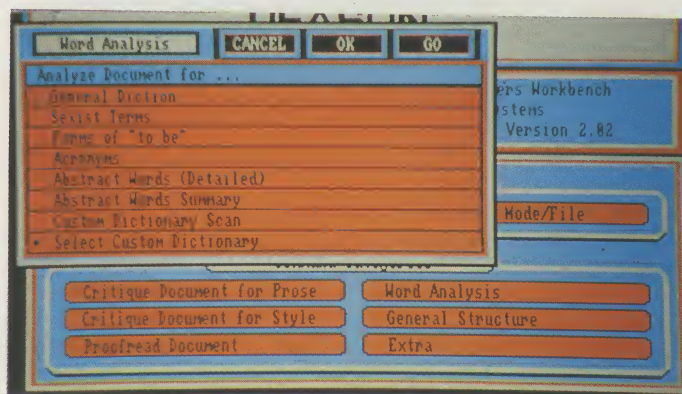 Word Analysis CANCEL OK GO
Analyze Document for ...
General Diction
Sexist Terms
Forms of "to be"
Acronyms
Abstract Words (Detailed)
Abstract Words Summary
Custom Dictionary Scan
• Select Custom Dictionary
ers Workbench
stems
Version 2.02
Mode/File
Critique Document for Prose Word Analysis
Critique Document for Style General Structure
Proofread Document Extra